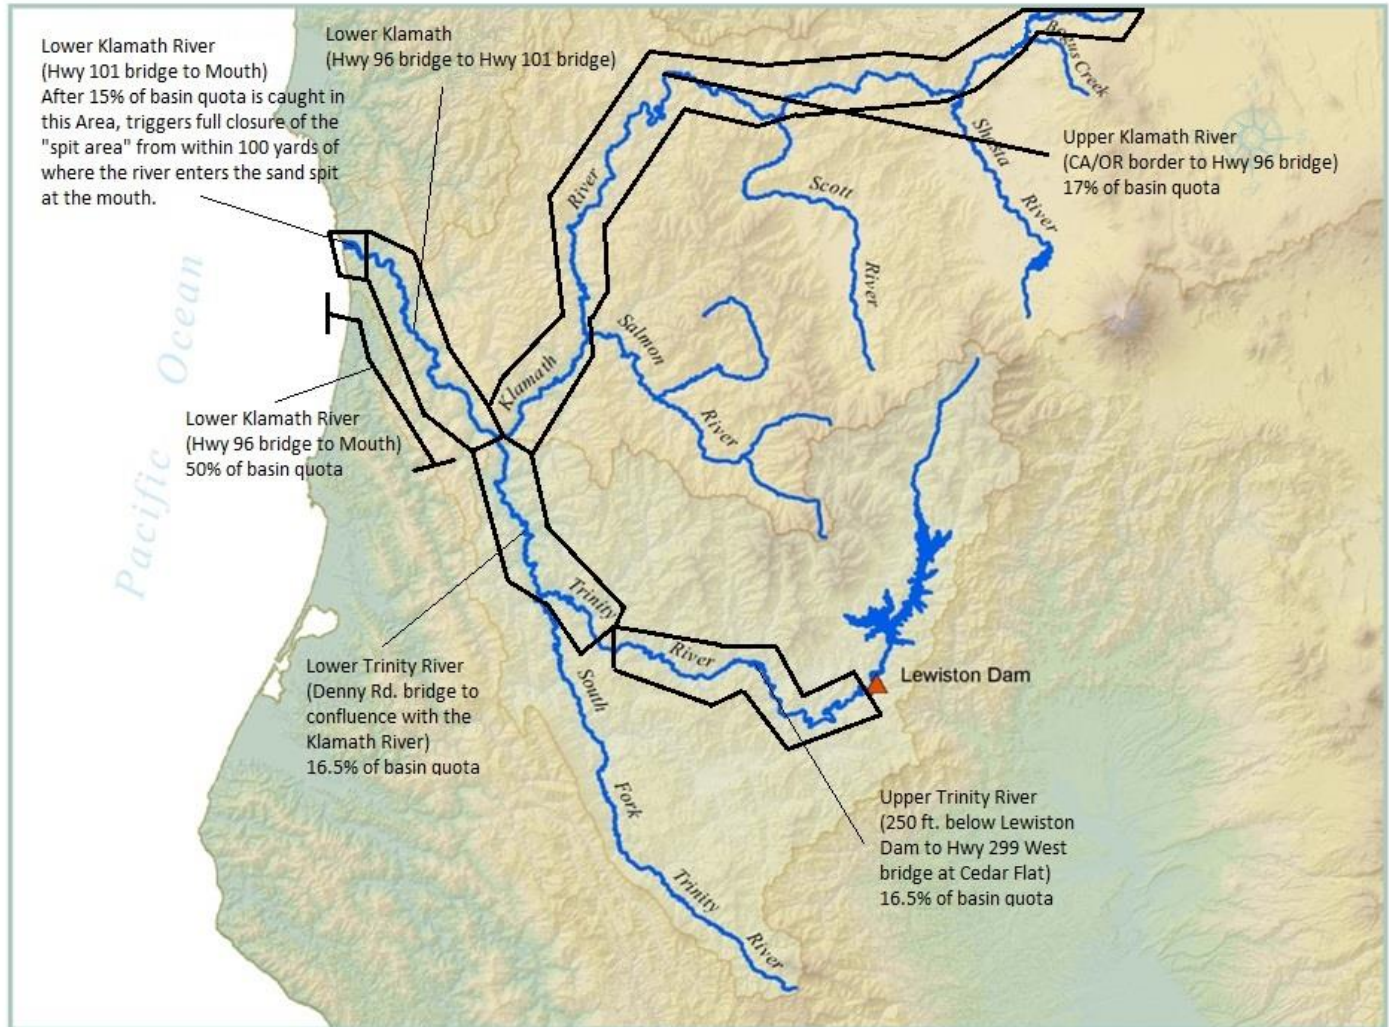 Lower Klamath River
(Hwy 101 bridge to Mouth)
After 15% of basin quota is caught in
this Area, triggers full closure of the
"spit area" from within 100 yards of
where the river enters the sand spit
at the mouth.
Lower Klamath
(Hwy 96 bridge to Hwy 101 bridge)
Bogus Creek
Upper Klamath River
(CA/OR border to Hwy 96 bridge)
17% of basin quota
Shasta
River
Scott
River
River
Klamath
Salmon
River
Pacific Ocean
Lower Klamath River
(Hwy 96 bridge to Mouth)
50% of basin quota
Trinity
River
Lewiston Dam
Lower Trinity River
(Denny Rd. bridge to
confluence with the
Klamath River)
16.5% of basin quota
South
Fork
Trinity
River
Upper Trinity River
(250 ft. below Lewiston
Dam to Hwy 299 West
bridge at Cedar Flat)
16.5% of basin quota